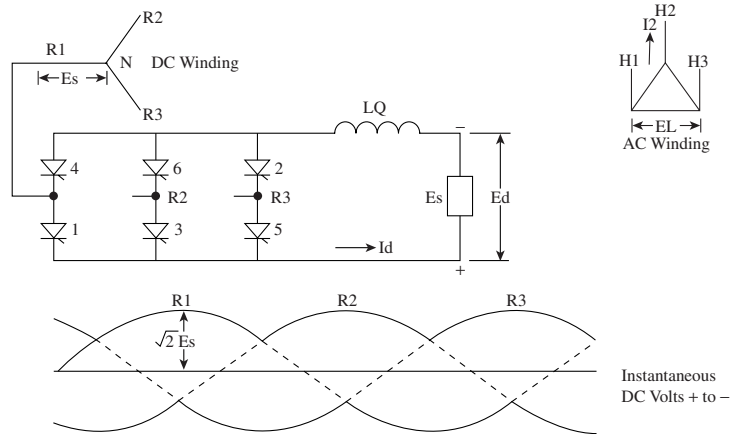 R2
R1
N DC Winding
Es
R3
H2
I2
H1 H3
EL
AC Winding
LQ
−
4 6 2
R2 R3
Es Ed
1 3 5
Id
+
R1 R2 R3
√2 Es
Instantaneous
DC Volts + to −